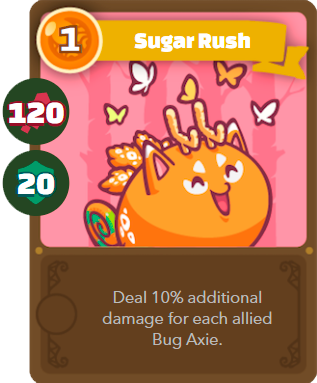 1
Sugar Rush
120
20
Deal 10% additional
damage for each allied
Bug Axie.